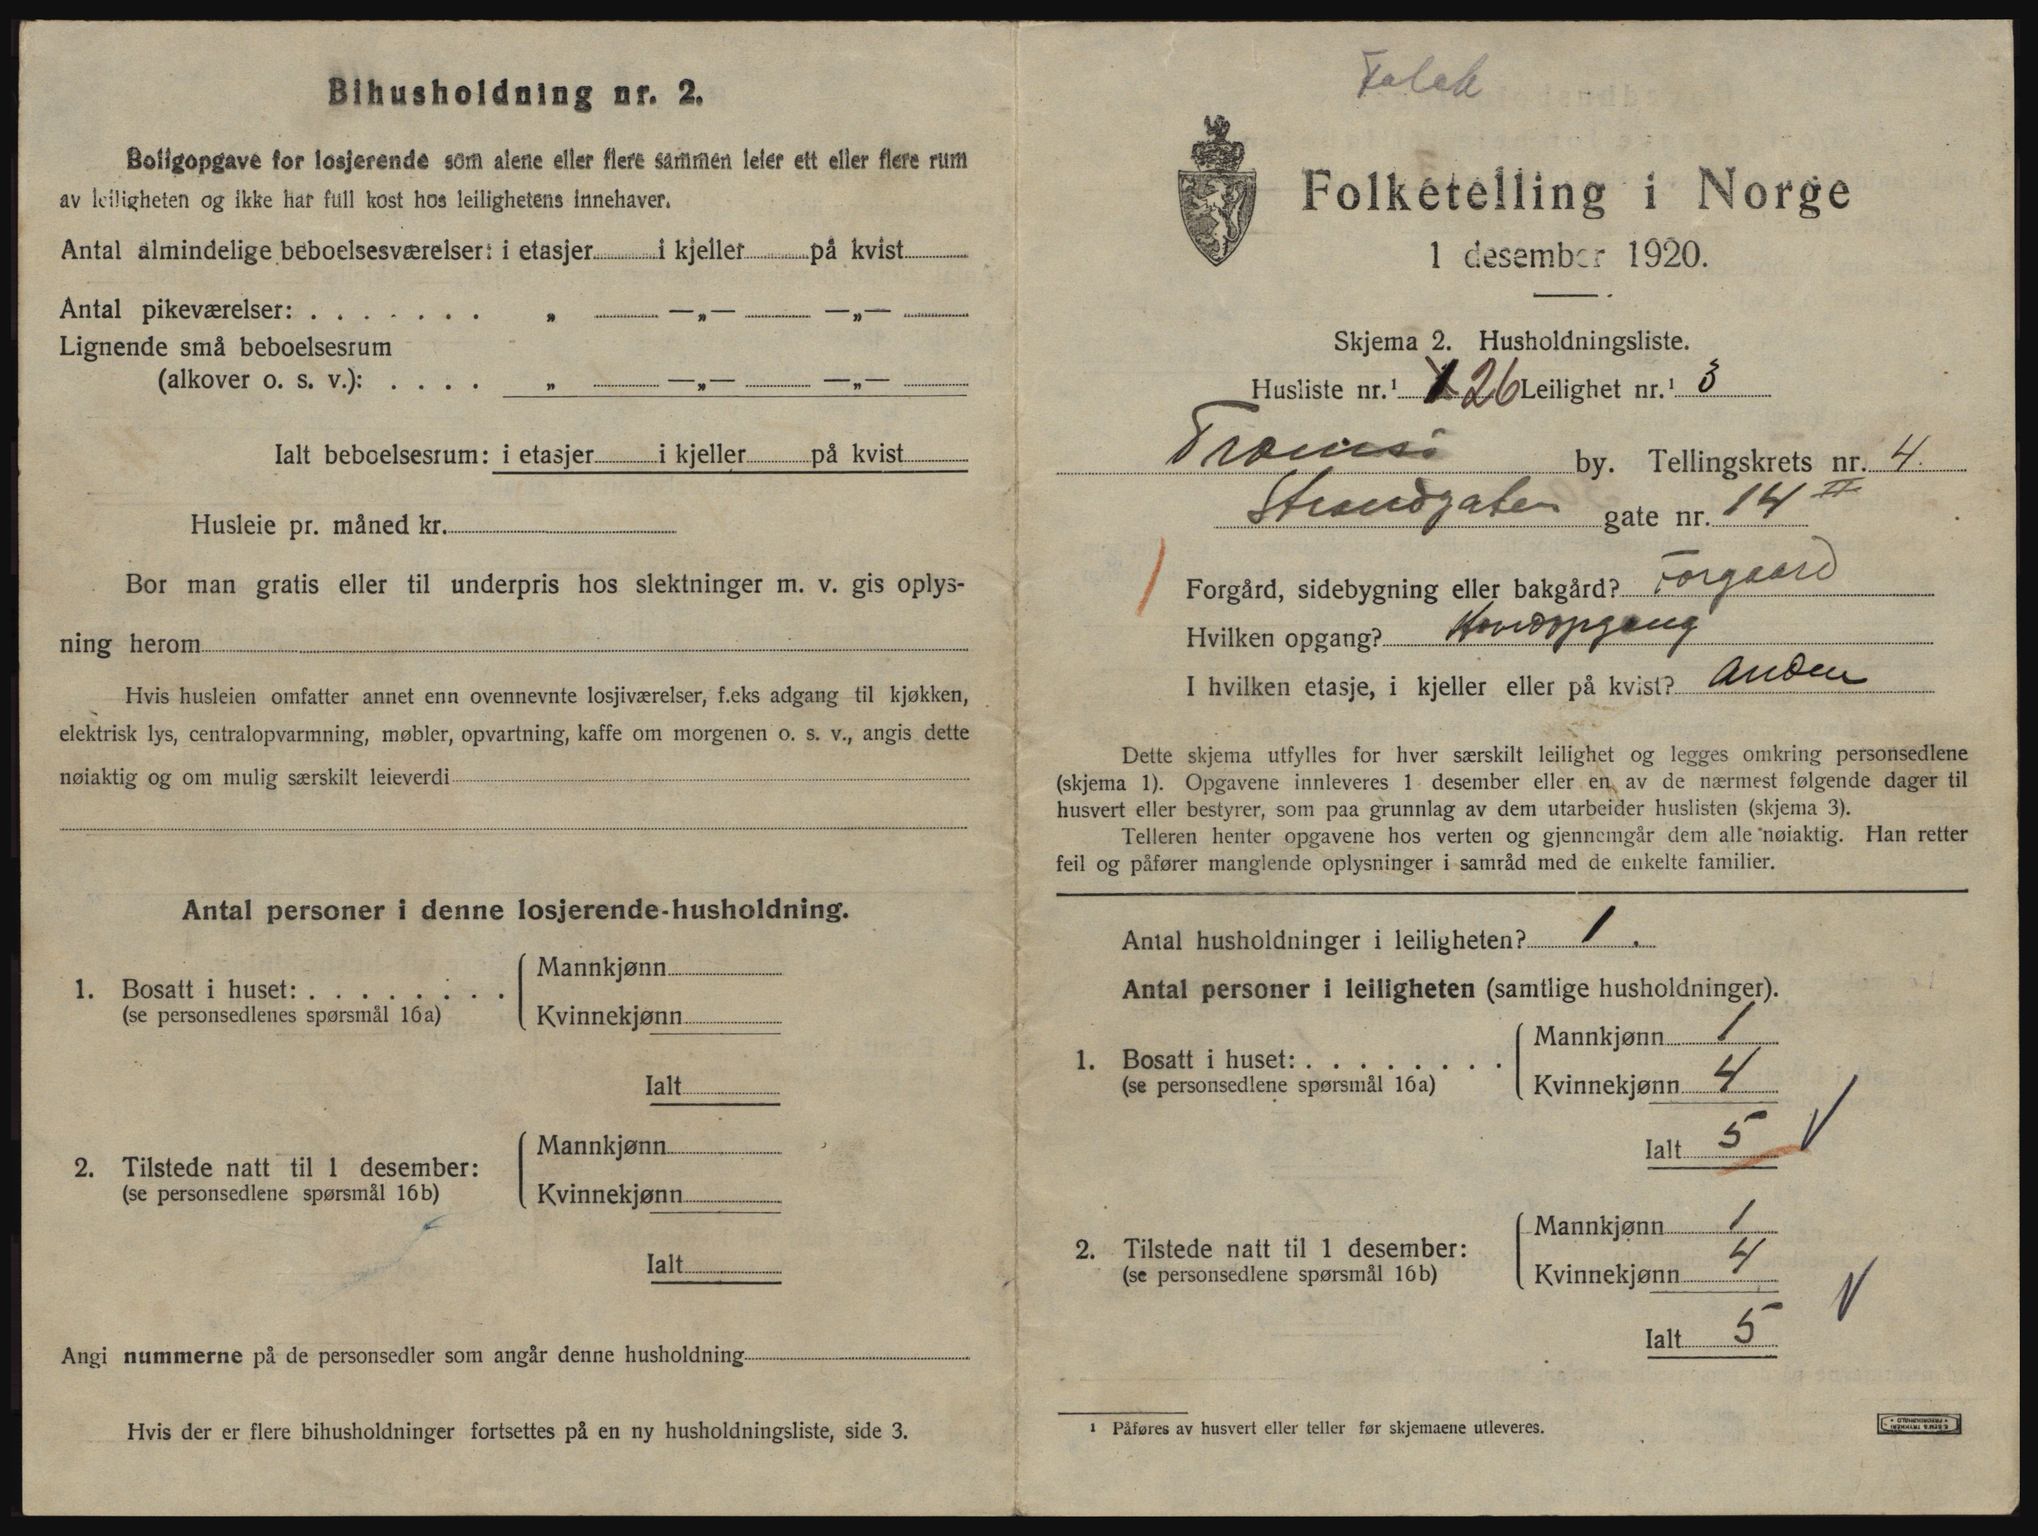 Bihusholdning nr. 2.
Boligopgave for losjerende som alene eller flere sammen leier ett eller flere rum
av leiligheten og ikke har full kost hos leilighetens innehaver.
Antal almindelige beboelsesværelser: i etasjer i kjeller på kvist
Antal pikeværelser: . . . . . . . „ —„— —„—
Lignende små beboelsesrum
(alkover o. s. v.): . . . . „ —„— —„—
Ialt beboelsesrum: i etasjer i kjeller på kvist
Husleie pr. måned kr.
Bor man gratis eller til underpris hos slektninger m. v. gis oplys-
ning herom
Hvis husleien omfatter annet enn ovennevnte losjiværelser, f.eks adgang til kjøkken,
elektrisk lys, centralopvarmning, møbler, opvartning, kaffe om morgenen o. s. v., angis dette
nøiaktig og om mulig særskilt leieverdi
Antal personer i denne losjerende-husholdning.
1. Bosatt i huset: . . . . . . . .
(se personsedlenes spørsmål 16a)
Mannkjønn
Kvinnekjønn
Ialt
2. Tilstede natt til 1 desember:
(se personsedlene spørsmål 16b)
Mannkjønn
Kvinnekjønn
Ialt
Angi nummerne på de personsedler som angår denne husholdning
Hvis der er flere bihusholdninger fortsettes på en ny husholdningsliste, side 3.
Folketelling i Norge
1 desember 1920.
Skjema 2. Husholdningsliste.
Husliste nr.¹ 26 Leilighet nr.¹ 3
Tromsö by. Tellingskrets nr. 4.
Strandgaten gate nr. 14 II
Forgård, sidebygning eller bakgård? Forgaard
Hvilken opgang? Hovedopgang
I hvilken etasje, i kjeller eller på kvist? anden
Dette skjema utfylles for hver særskilt leilighet og legges omkring personsedlene
(skjema 1). Opgavene innleveres 1 desember eller en av de nærmest følgende dager til
husvert eller bestyrer, som paa grunnlag av dem utarbeider huslisten (skjema 3).
Telleren henter opgavene hos verten og gjennemgår dem alle nøiaktig. Han retter
feil og påfører manglende oplysninger i samråd med de enkelte familier.
Antal husholdninger i leiligheten? 1.
Antal personer i leiligheten (samtlige husholdninger).
1. Bosatt i huset: . . . . . . . .
(se personsedlene spørsmål 16a)
Mannkjønn 1
Kvinnekjønn 4
Ialt 5
2. Tilstede natt til 1 desember:
(se personsedlene spørsmål 16b)
Mannkjønn 1
Kvinnekjønn 4
Ialt 5
¹ Påføres av husvert eller teller før skjemaene utleveres.